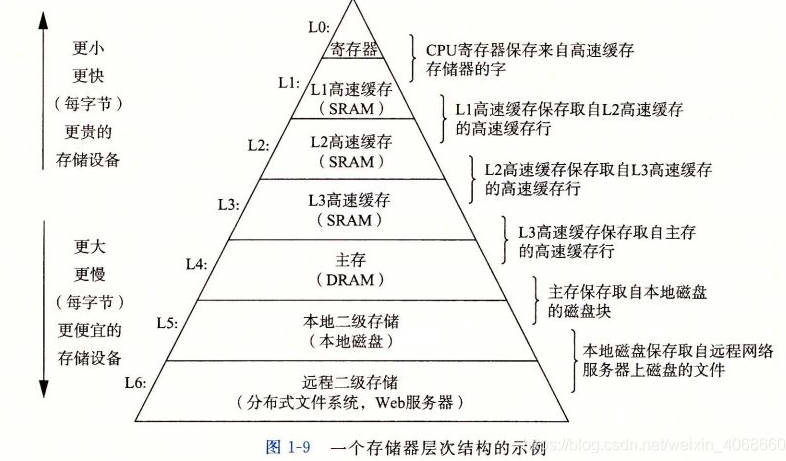 更小
更快
（每字节）
更贵的
存储设备
更大
更慢
（每字节）
更便宜的
存储设备
L0:
寄存器
L1:
L1高速缓存
（SRAM）
L2:
L2高速缓存
（SRAM）
L3:
L3高速缓存
（SRAM）
L4:
主存
（DRAM）
L5:
本地二级存储
（本地磁盘）
L6:
远程二级存储
（分布式文件系统，Web服务器）
CPU寄存器保存来自高速缓存
存储器的字
L1高速缓存保存取自L2高速缓存
的高速缓存行
L2高速缓存保存取自L3高速缓存
的高速缓存行
L3高速缓存保存取自主存
的高速缓存行
主存保存取自本地磁盘
的磁盘块
本地磁盘保存取自远程网络
服务器上磁盘的文件
图 1-9 一个存储器层次结构的示例
https://blog.csdn.net/weixin_4068660